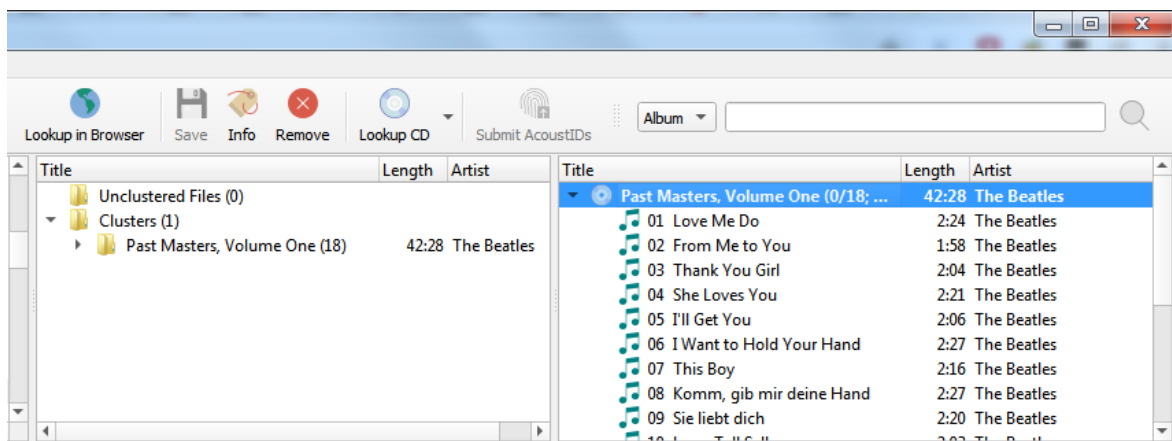 Lookup in Browser Save Info Remove Lookup CD Submit AcoustIDs Album
Title Length Artist
Unclustered Files (0)
Clusters (1)
Past Masters, Volume One (18) 42:28 The Beatles
Title Length Artist
Past Masters, Volume One (0/18; ... 42:28 The Beatles
01 Love Me Do 2:24 The Beatles
02 From Me to You 1:58 The Beatles
03 Thank You Girl 2:04 The Beatles
04 She Loves You 2:21 The Beatles
05 I'll Get You 2:06 The Beatles
06 I Want to Hold Your Hand 2:27 The Beatles
07 This Boy 2:16 The Beatles
08 Komm, gib mir deine Hand 2:27 The Beatles
09 Sie liebt dich 2:20 The Beatles